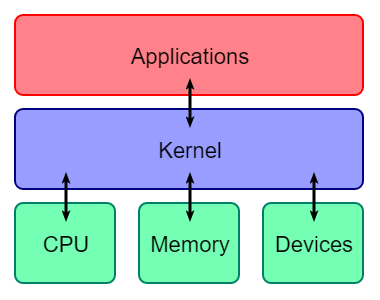 Applications
Kernel
CPU
Memory
Devices